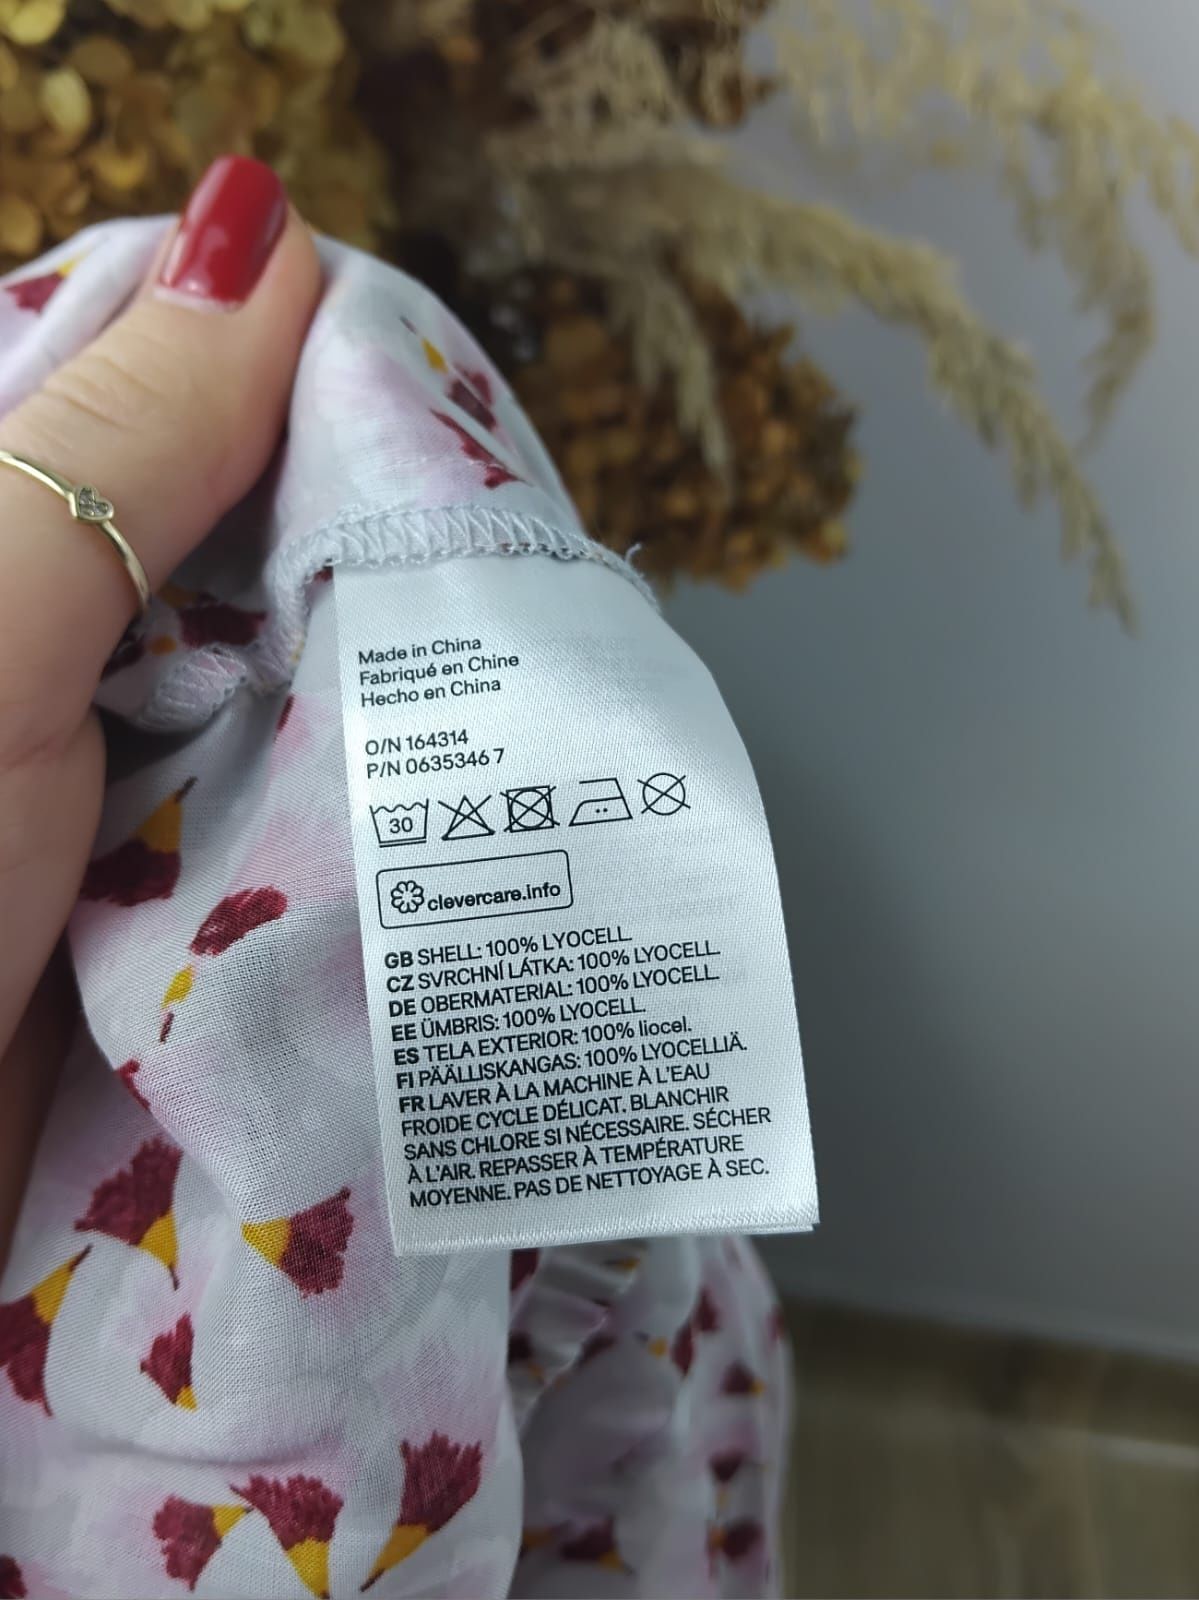 Made in China
Fabriqué en Chine
Hecho en China
O/N 164314
P/N 0635346 7
30
clevercare.info
GB SHELL: 100% LYOCELL
CZ SVRCHNÍ LÁTKA: 100% LYOCELL.
DE OBERMATERIAL: 100% LYOCELL.
EE ÜMBRIS: 100% LYOCELL.
ES TELA EXTERIOR: 100% liocel.
FI PÄÄLLISKANGAS: 100% LYOCELLIÄ.
FR LAVER À LA MACHINE À L'EAU
FROIDE CYCLE DÉLICAT. BLANCHIR
SANS CHLORE SI NÉCESSAIRE. SÉCHER
À L'AIR. REPASSER À TEMPÉRATURE
MOYENNE. PAS DE NETTOYAGE À SEC.